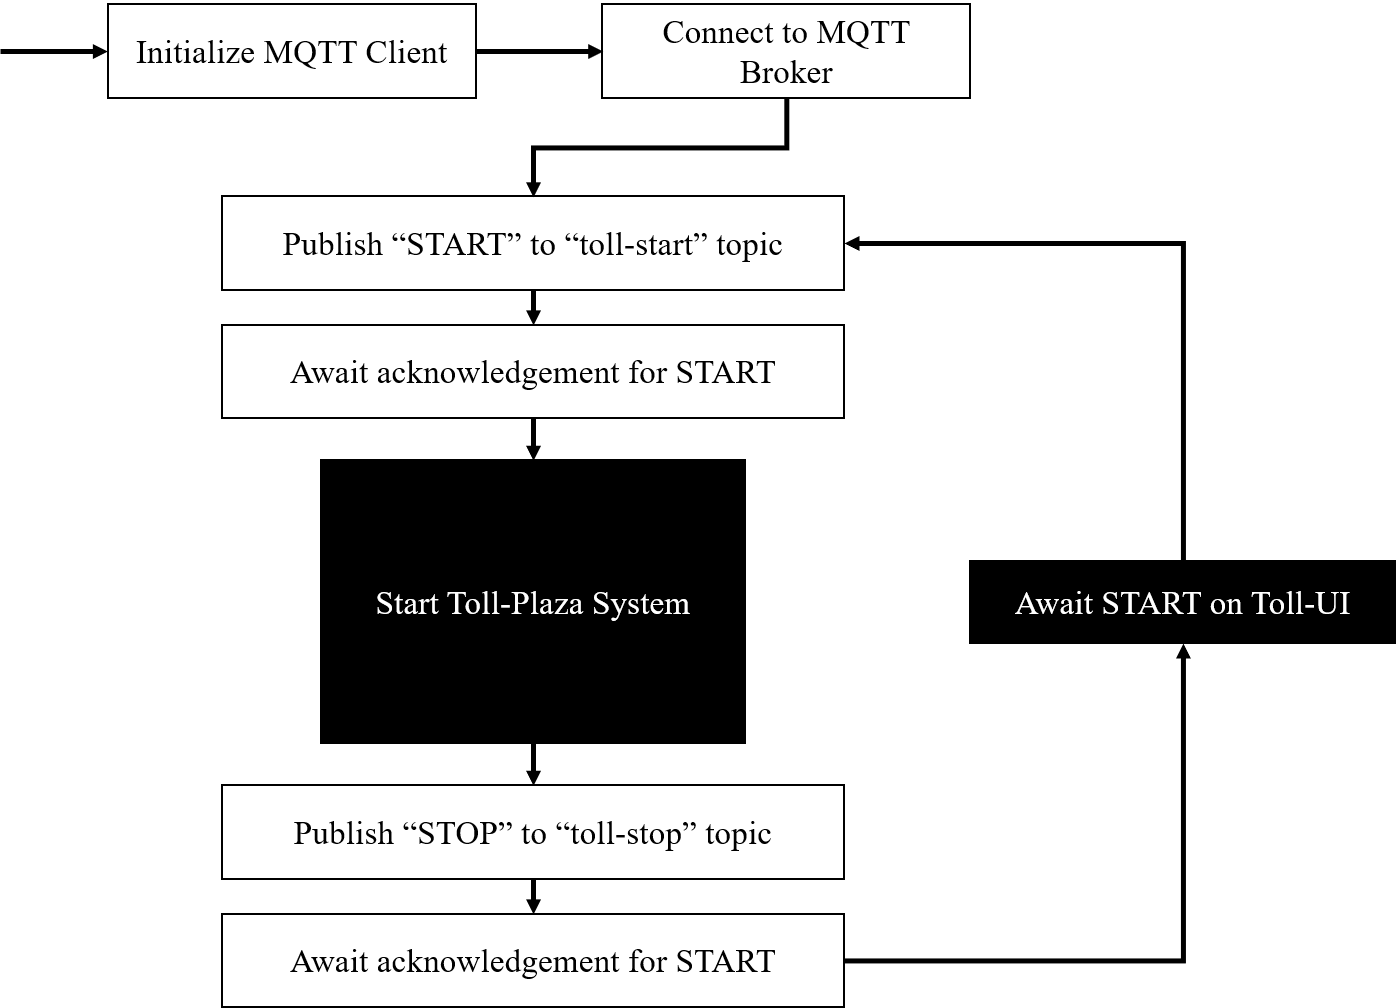 Initialize MQTT Client
Connect to MQTT
Broker
Publish “START” to “toll-start” topic
Await acknowledgement for START
Start Toll-Plaza System
Await START on Toll-UI
Publish “STOP” to “toll-stop” topic
Await acknowledgement for START